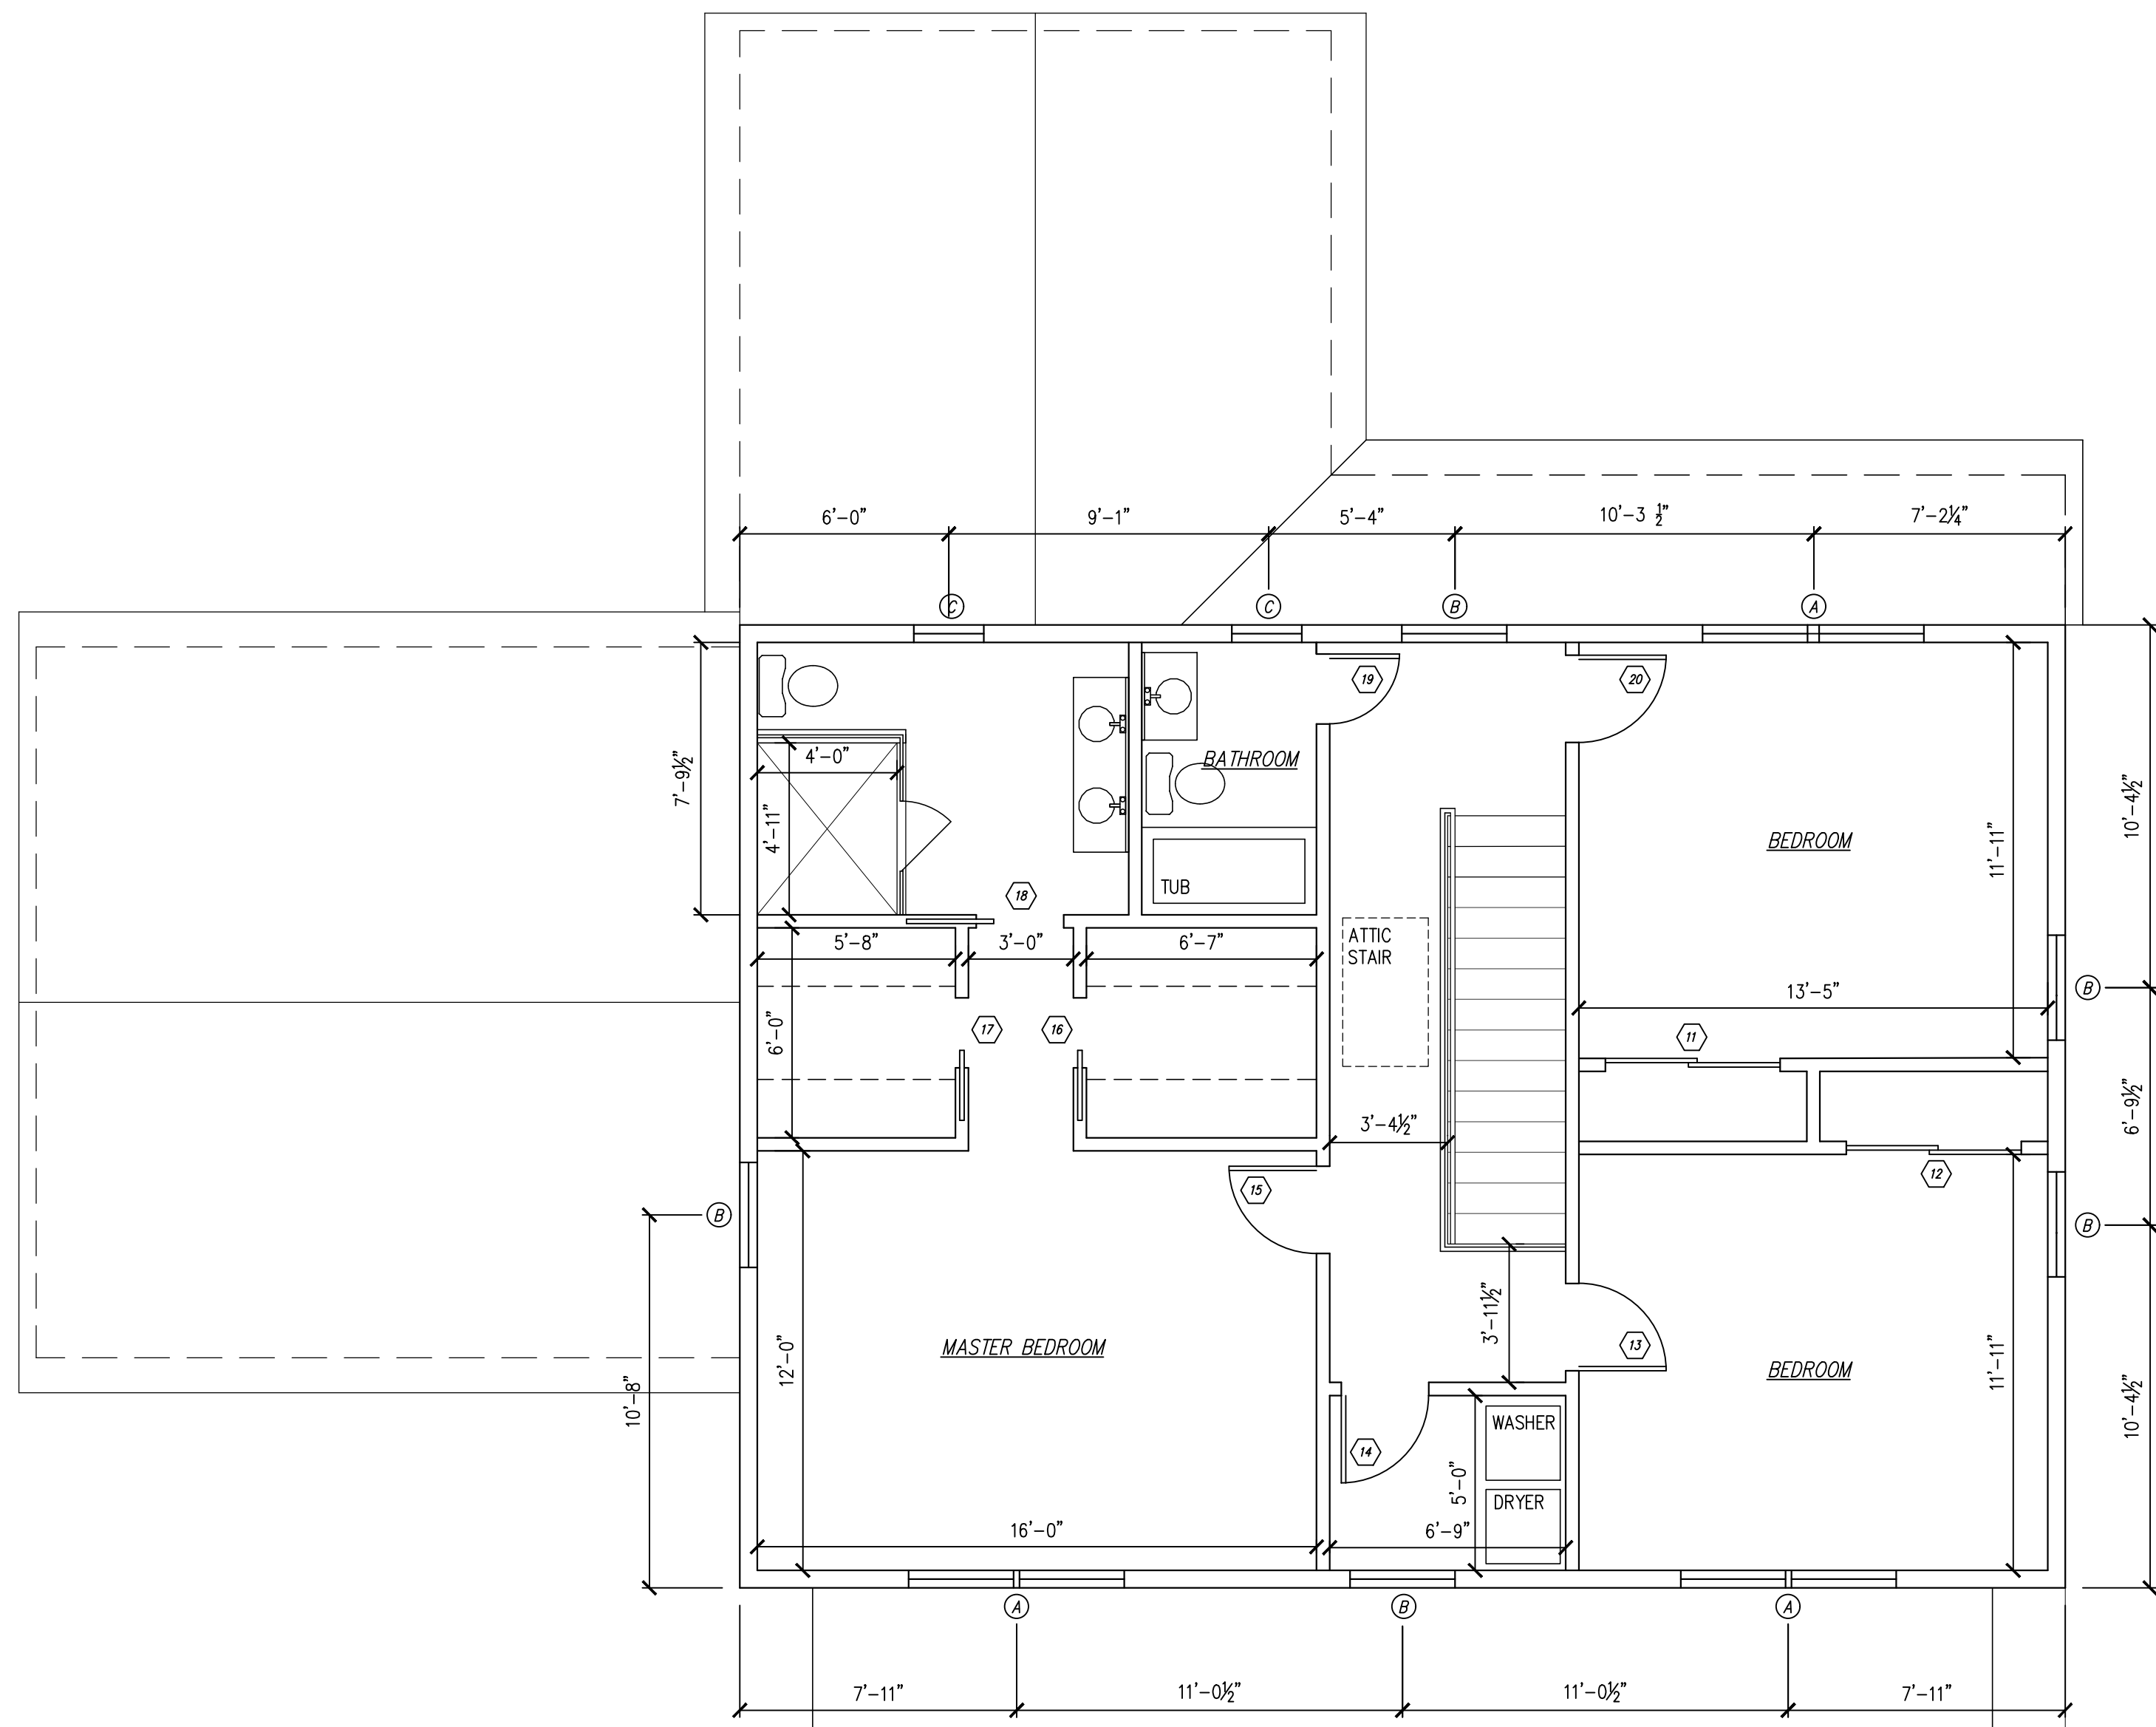 6'-0" 9'-1" 5'-4" 10'-3 1/2" 7'-2 1/4"
C C B A
19 20
7'-9 1/2"
4'-0"
BATHROOM
4'-11"
10'-4 1/2"
BEDROOM
11'-11"
TUB
18
5'-8" 3'-0" 6'-7"
ATTIC
STAIR
B
13'-5"
17 16
6'-0"
11
3'-4 1/2"
6'-9 1/2"
12
15
B
B
3'-11 1/2"
13
MASTER BEDROOM
12'-0"
BEDROOM
11'-11"
10'-8"
10'-4 1/2"
WASHER
14
5'-0"
DRYER
16'-0"
6'-9"
A B A
7'-11" 11'-0 1/2" 11'-0 1/2" 7'-11"